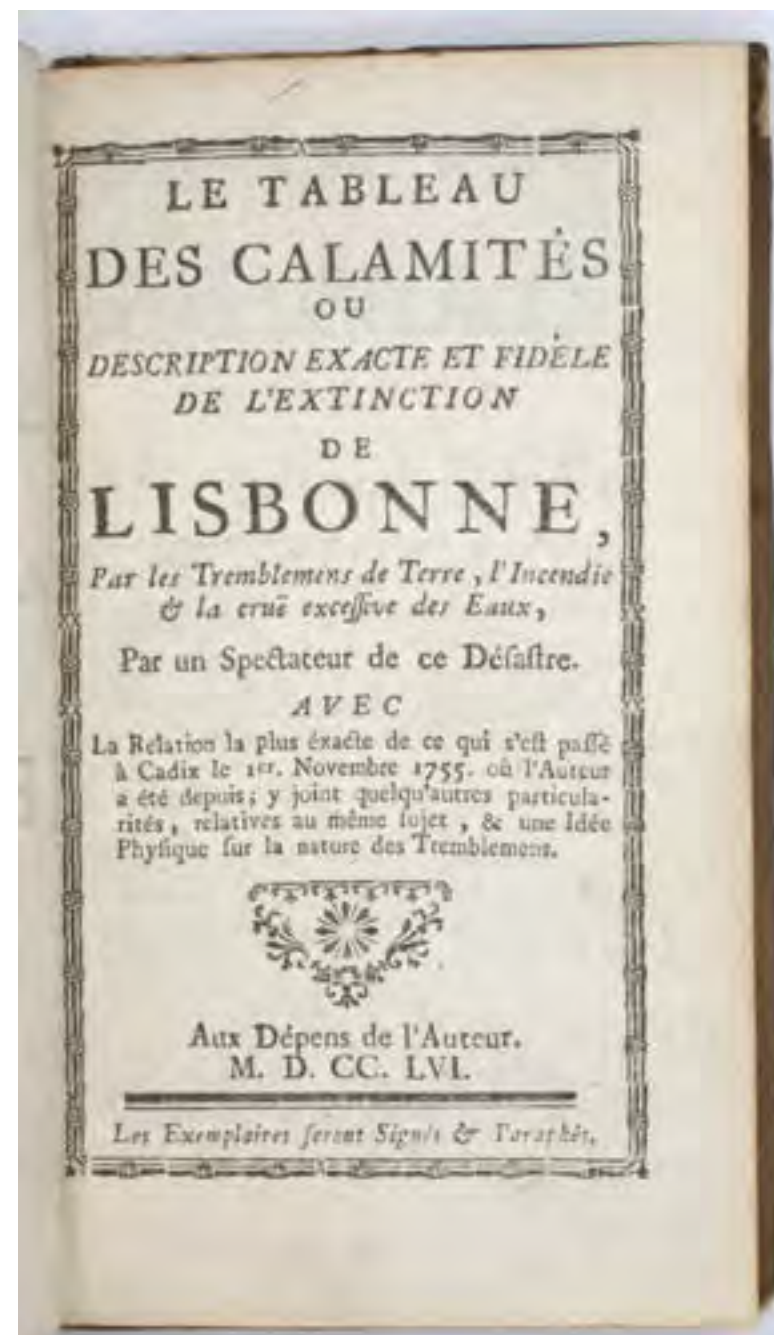 LE TABLEAU
DES CALAMITÉS
OU
DESCRIPTION EXACTE ET FIDÈLE
DE L'EXTINCTION
DE
LISBONNE,
Par les Tremblemens de Terre, l'Incendie
& la cruë exceſſive des Eaux,
Par un Spectateur de ce Déſaſtre.
AVEC
La Relation la plus éxacte de ce qui s'eſt paſſé
à Cadix le 1er. Novembre 1755. où l'Auteur
a été depuis; y joint quelqu'autres particula-
rités, relatives au même ſujet, & une Idée
Phyſique ſur la nature des Tremblemens.
Aux Dépens de l'Auteur.
M. D. CC. LVI.
Les Exemplaires ſeront Signés & Paraphés.